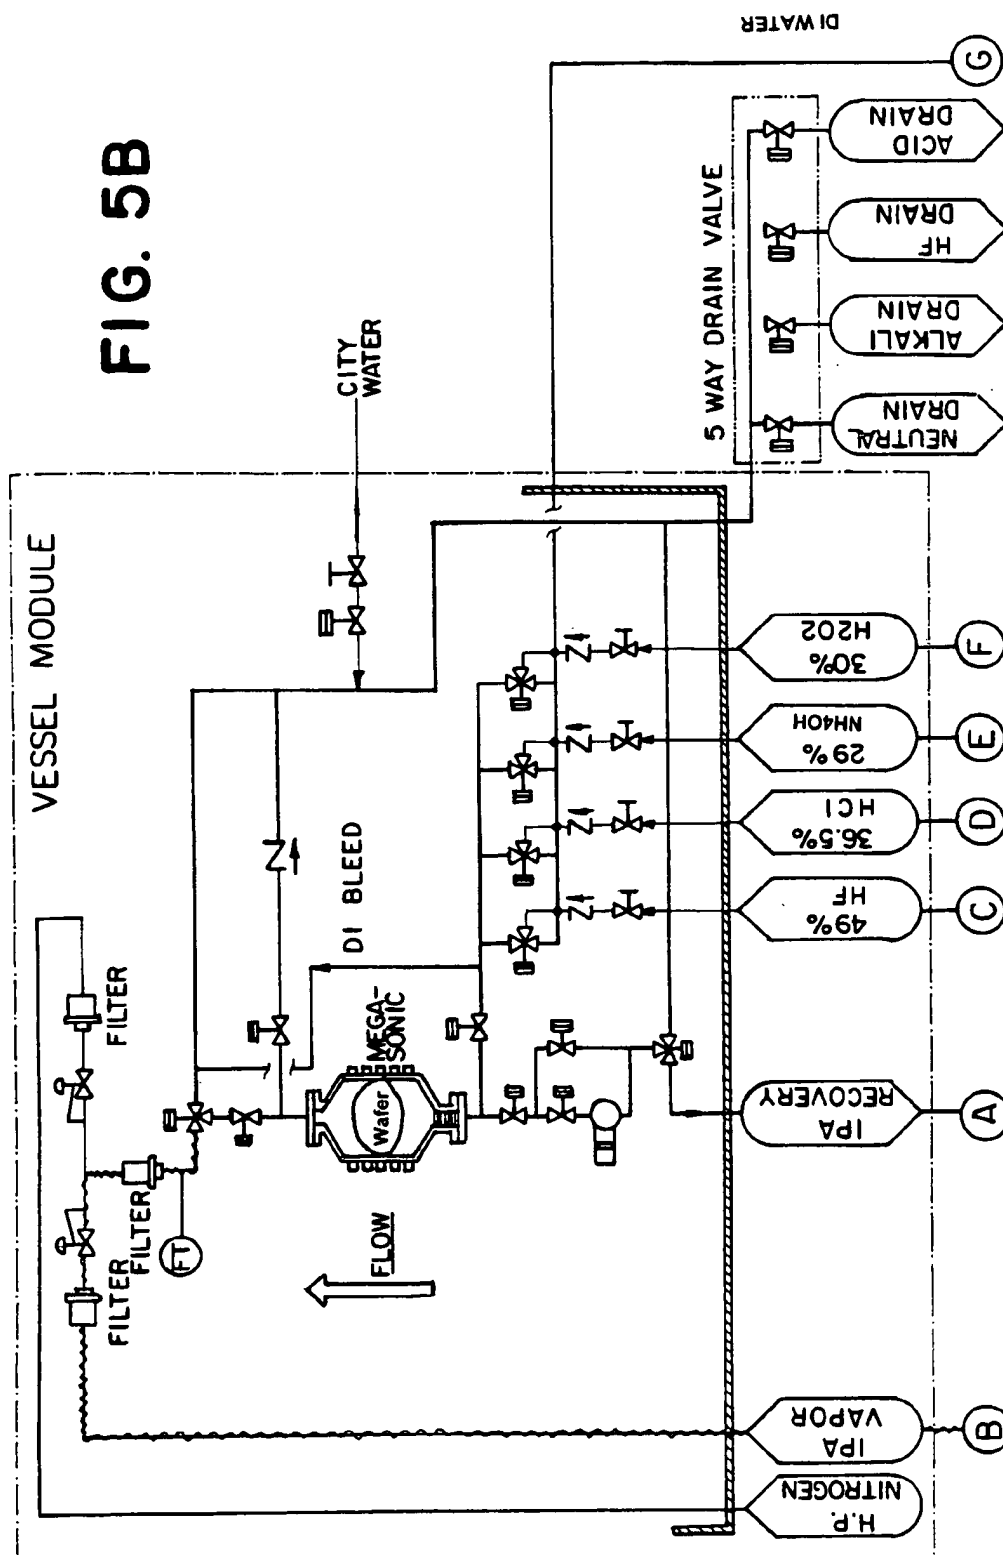 FIG. 5B
VESSEL MODULE
CITY
WATER
DI WATER
5 WAY DRAIN VALVE
FILTER
FILTER
FILTER
FT
FLOW
Wafer
MEGA-
SONIC
DI BLEED
H.P.
NITROGEN
IPA
VAPOR
IPA
RECOVERY
49%
HF
36.5%
HCl
29%
NH4OH
30%
H2O2
NEUTRAL
DRAIN
ALKALI
DRAIN
HF
DRAIN
ACID
DRAIN
B
A
C
D
E
F
G